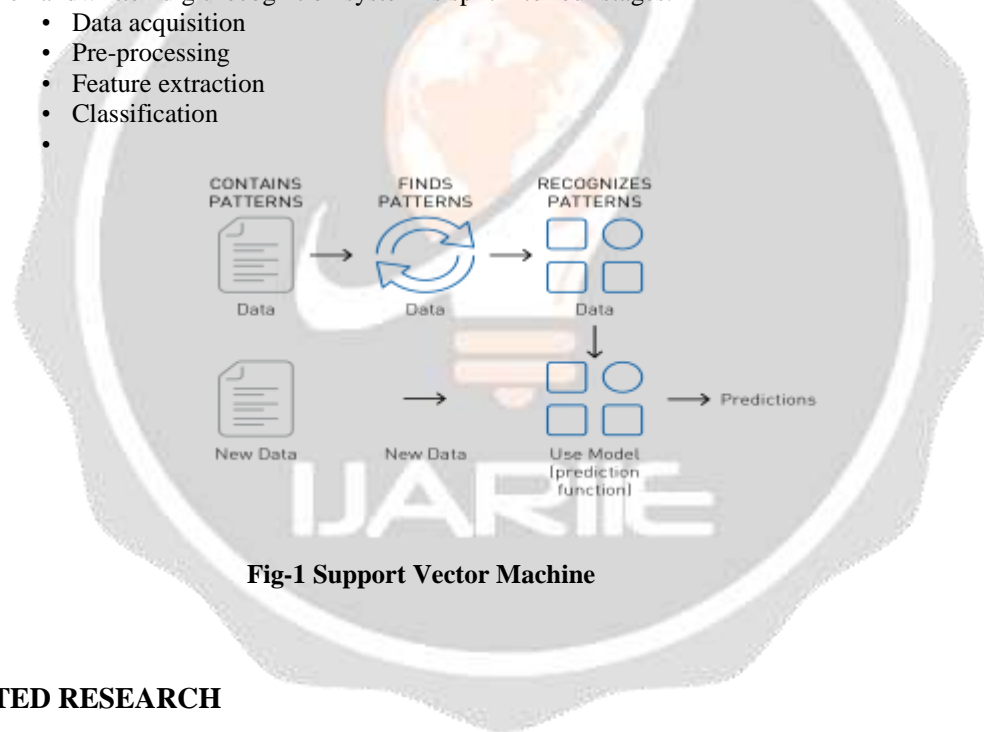 • Data acquisition
• Pre-processing
• Feature extraction
• Classification
•
CONTAINS PATTERNS
FINDS PATTERNS
RECOGNIZES PATTERNS
Data
Data
Data
Predictions
New Data
New Data
Use Model
[prediction
function]
IJARIIE
Fig-1 Support Vector Machine
TED RESEARCH